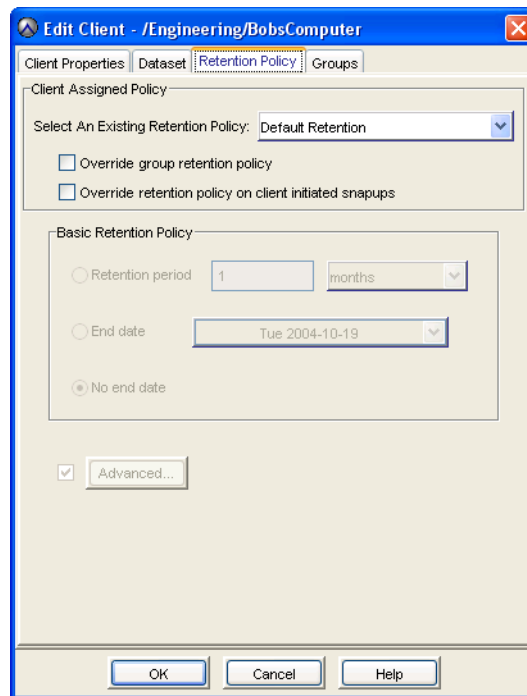 Edit Client - /Engineering/BobsComputer
Client Properties Dataset Retention Policy Groups
Client Assigned Policy
Select An Existing Retention Policy: Default Retention
Override group retention policy
Override retention policy on client initiated snapups
Basic Retention Policy
Retention period 1 months
End date Tue 2004-10-19
No end date
Advanced...
OK Cancel Help